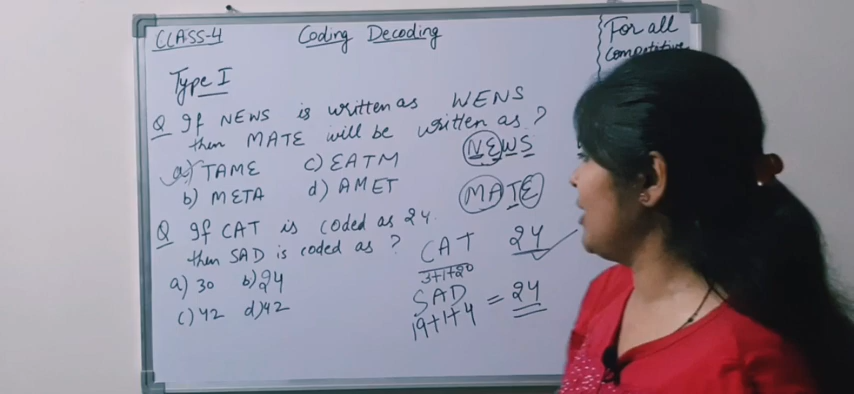 CLASS-4
Coding Decoding
For all
Competitive
Type I
Q If NEWS is written as WENS
then MATE will be written as ?
a) TAME c) EATM
b) META d) AMET
NEWS
MATE
Q If CAT is coded as 24.
then SAD is coded as ?
a) 30 b) 24
c) 42 d) 42
CAT 24
3+1+20
SAD = 24
19+1+4